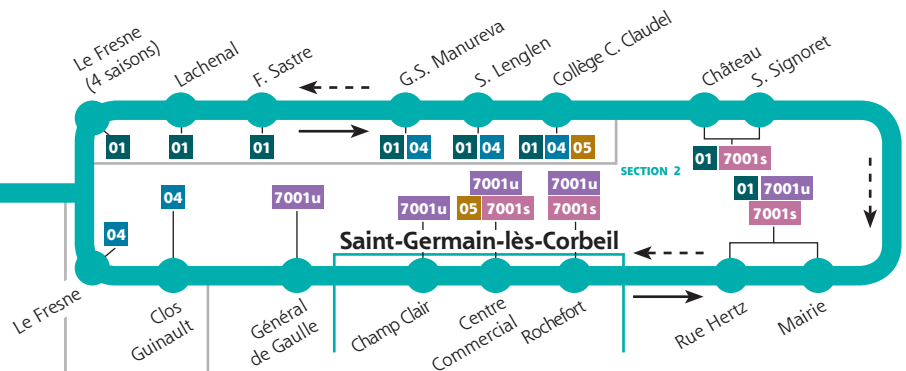 Le Fresne
(4 saisons)
Lachenal
F. Sastre
G.S. Manureva
S. Lenglen
Collège C. Claudel
Château
S. Signoret
01
01
01
01 04
01 04
01 04 05
01 7001s
SECTION 2
04
04
7001u
7001u
7001u
05 7001s
7001u
7001s
01 7001u
7001s
Saint-Germain-lès-Corbeil
Le Fresne
Clos
Guinault
Général
de Gaulle
Champ Clair
Centre
Commercial
Rochefort
Rue Hertz
Mairie